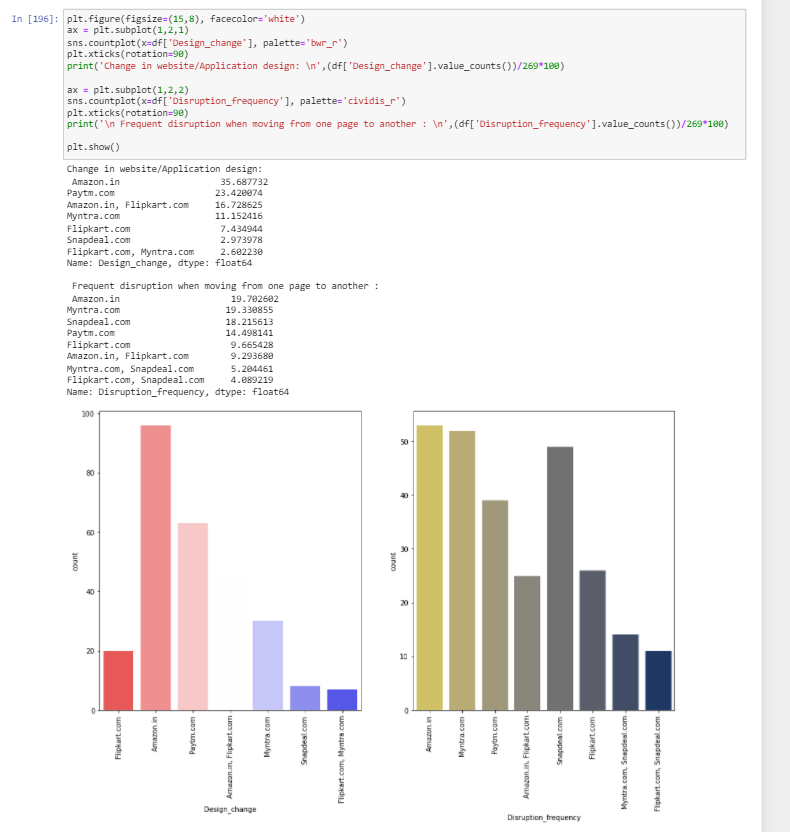 In [196]: plt.figure(figsize=(15,8), facecolor='white')
ax = plt.subplot(1,2,1)
sns.countplot(x=df['Design_change'], palette='bwr_r')
plt.xticks(rotation=90)
print('Change in website/Application design: \n',(df['Design_change'].value_counts())/269*100)
ax = plt.subplot(1,2,2)
sns.countplot(x=df['Disruption_frequency'], palette='cividis_r')
plt.xticks(rotation=90)
print('\n Frequent disruption when moving from one page to another : \n',(df['Disruption_frequency'].value_counts())/269*100)
plt.show()
Change in website/Application design:
Amazon.in 35.687732
Paytm.com 23.420074
Amazon.in, Flipkart.com 16.728625
Myntra.com 11.152416
Flipkart.com 7.434944
Snapdeal.com 2.973978
Flipkart.com, Myntra.com 2.602230
Name: Design_change, dtype: float64
Frequent disruption when moving from one page to another :
Amazon.in 19.702602
Myntra.com 19.330855
Snapdeal.com 18.215613
Paytm.com 14.498141
Flipkart.com 9.665428
Amazon.in, Flipkart.com 9.293680
Myntra.com, Snapdeal.com 5.204461
Flipkart.com, Snapdeal.com 4.089219
Name: Disruption_frequency, dtype: float64
100
80
60
40
20
0
count
Flipkart.com
Amazon.in
Paytm.com
Amazon.in, Flipkart.com
Myntra.com
Snapdeal.com
Flipkart.com, Myntra.com
Design_change
50
40
30
20
10
0
count
Amazon.in
Myntra.com
Paytm.com
Amazon.in, Flipkart.com
Snapdeal.com
Flipkart.com
Myntra.com, Snapdeal.com
Flipkart.com, Snapdeal.com
Disruption_frequency